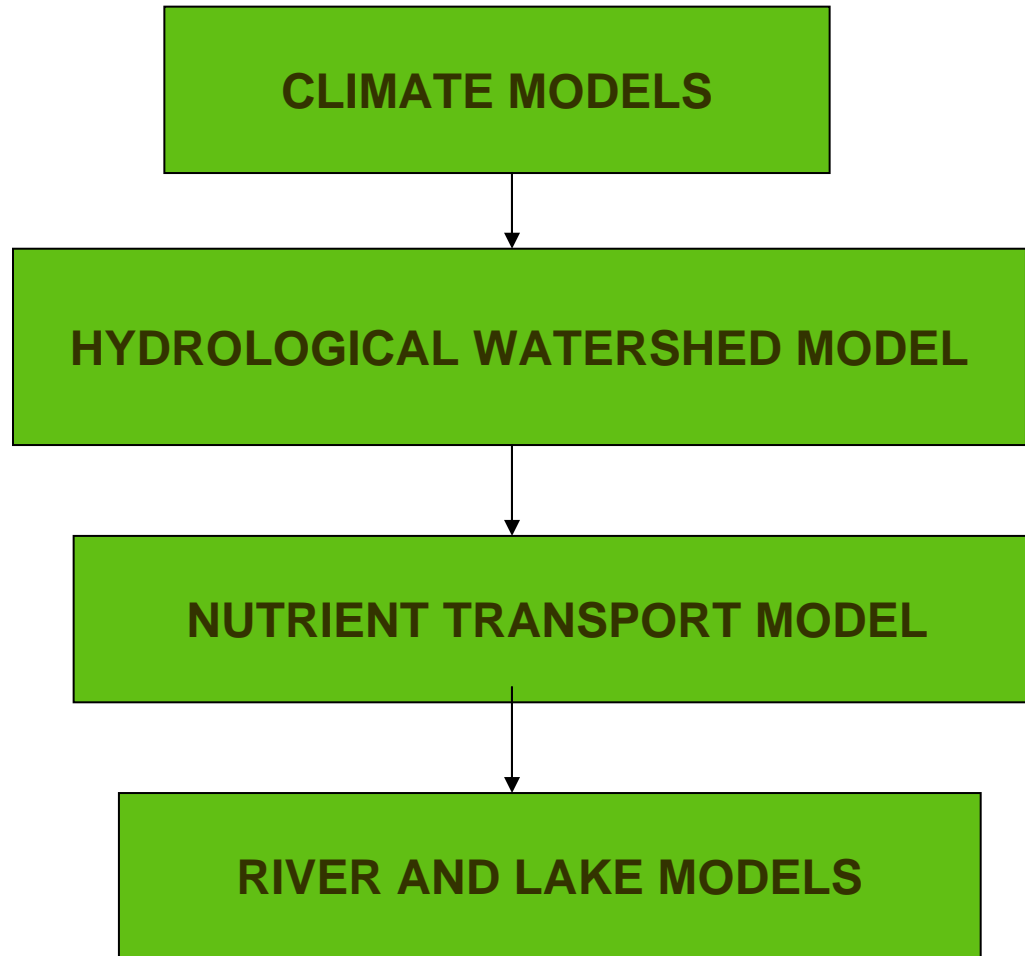 CLIMATE MODELS
HYDROLOGICAL WATERSHED MODEL
NUTRIENT TRANSPORT MODEL
RIVER AND LAKE MODELS